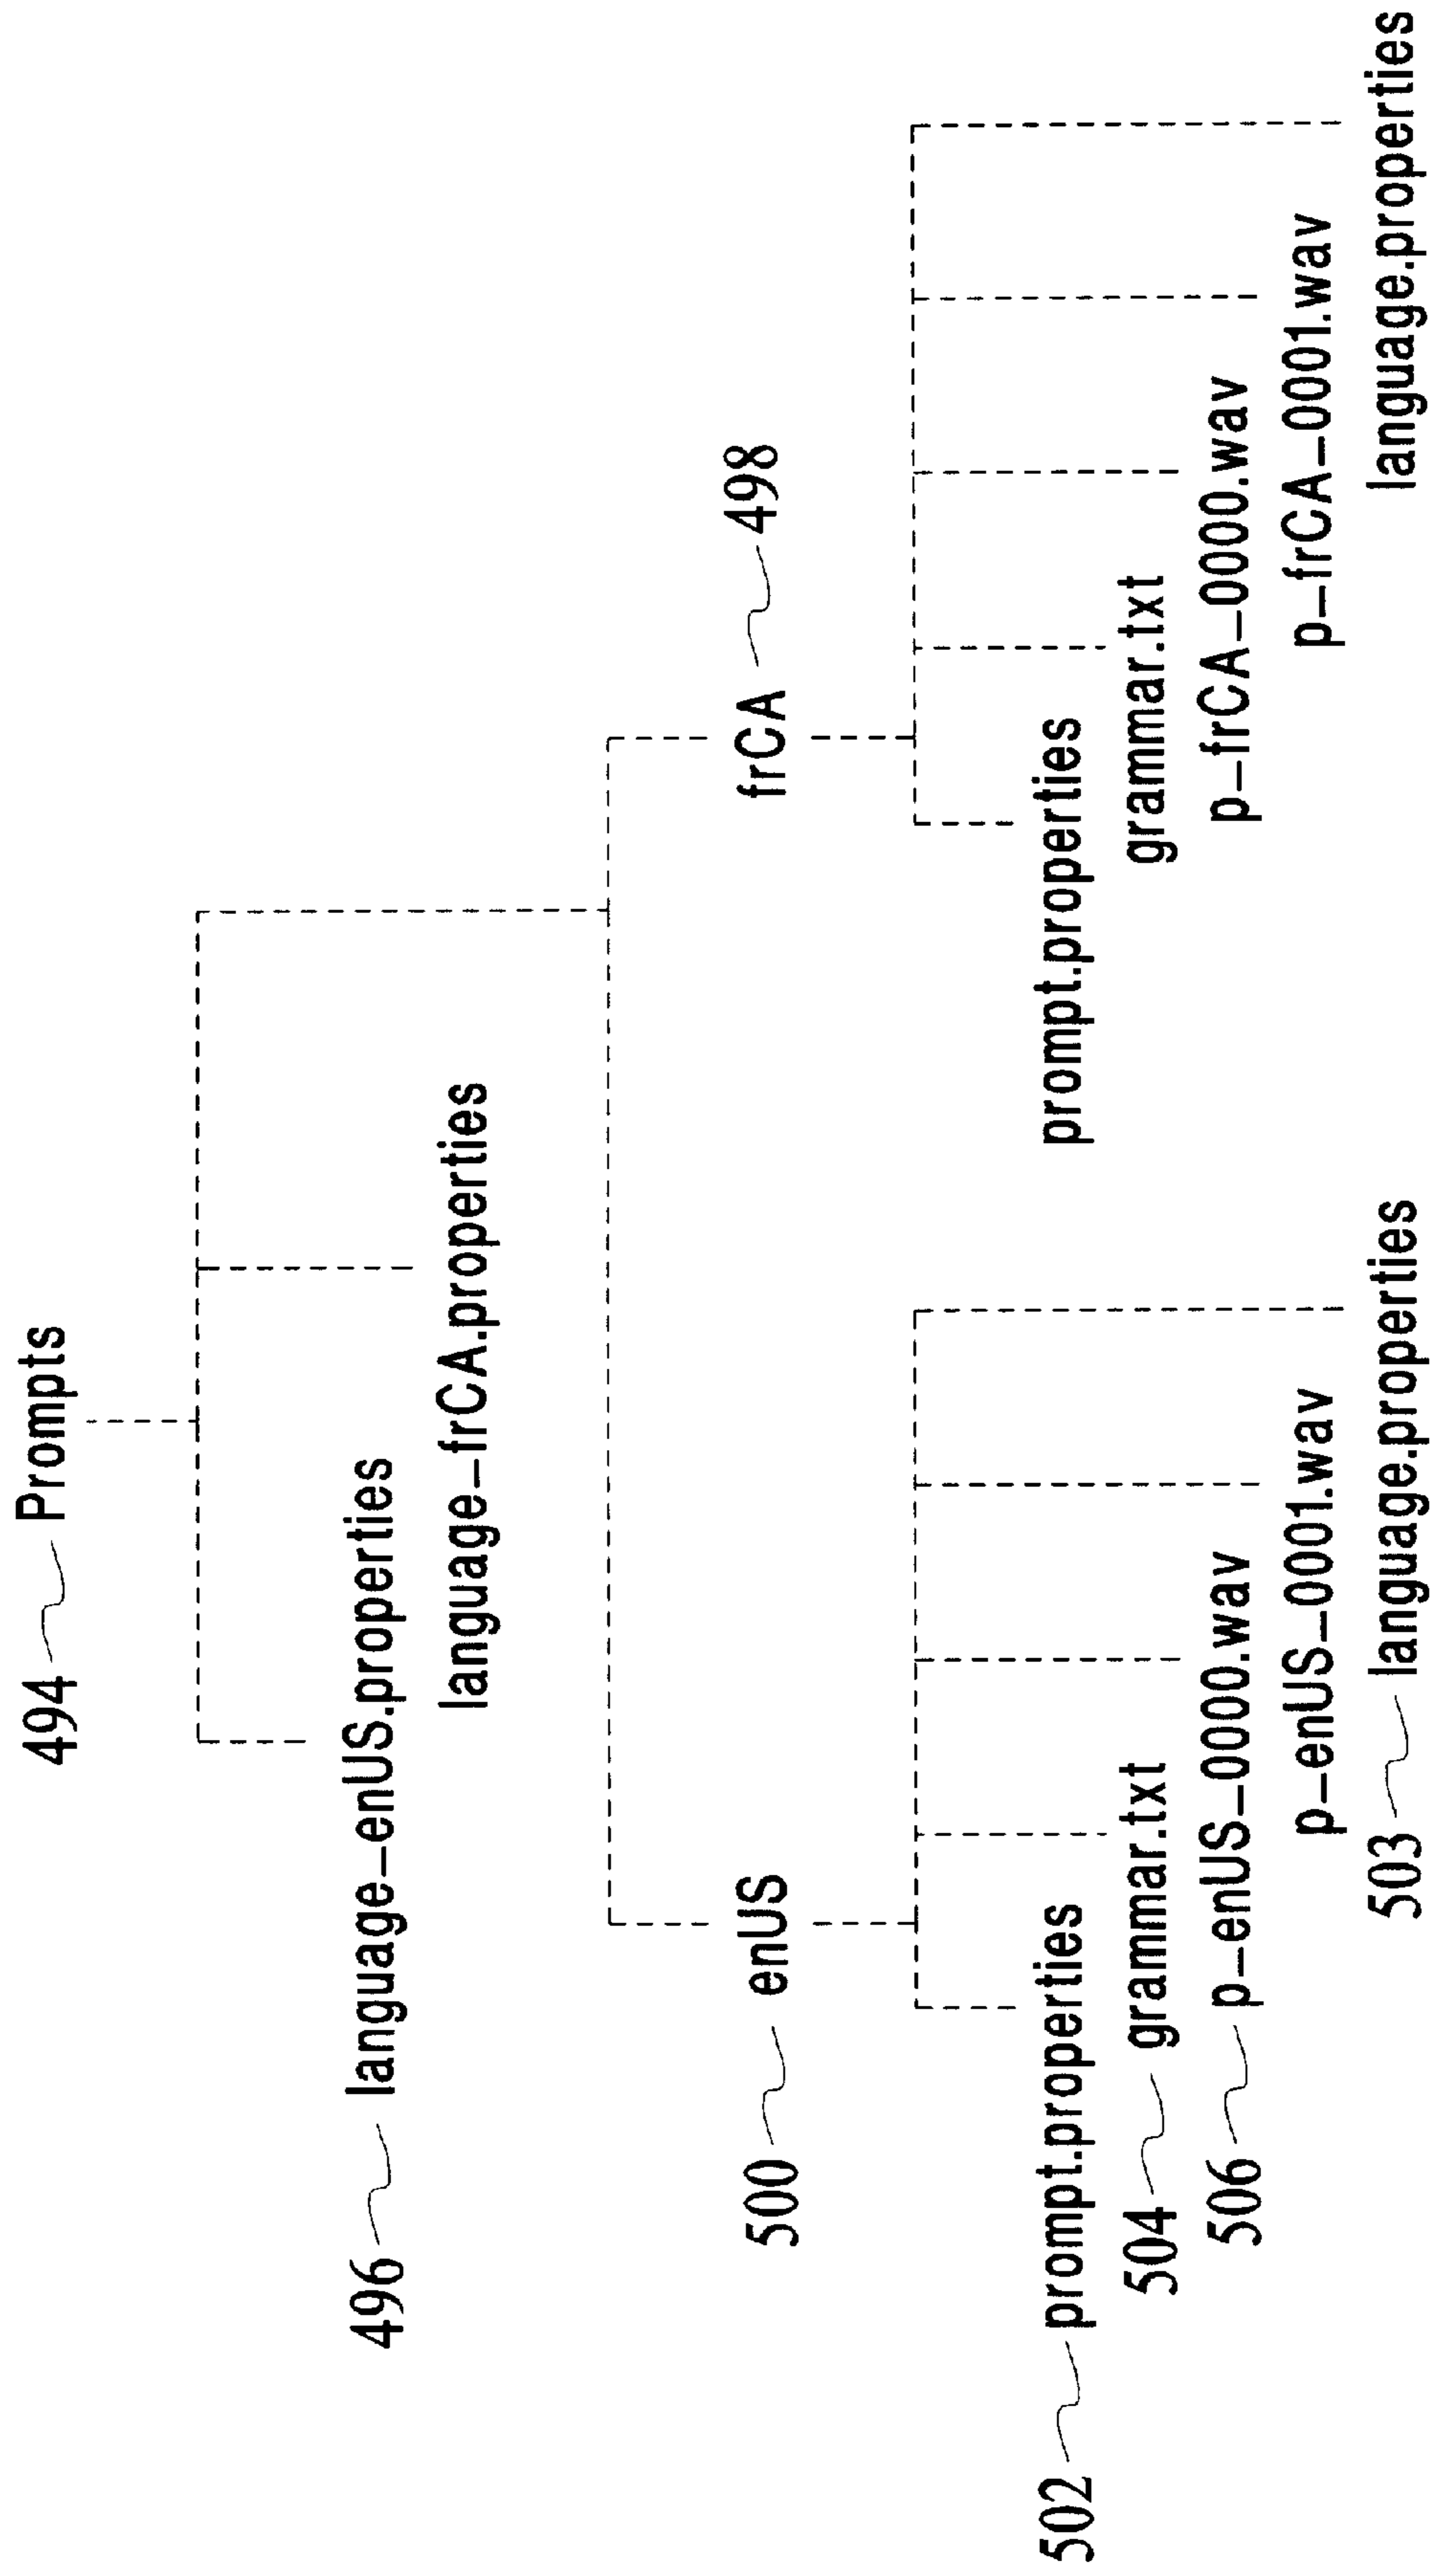 494 Prompts
496 language-enUS.properties
language-frCA.properties
500 enUS
frCA 498
502 prompt.properties
504 grammar.txt
506 p-enUS-0000.wav
p-enUS-0001.wav
503 language.properties
prompt.properties
grammar.txt
p-frCA-0000.wav
p-frCA-0001.wav
language.properties